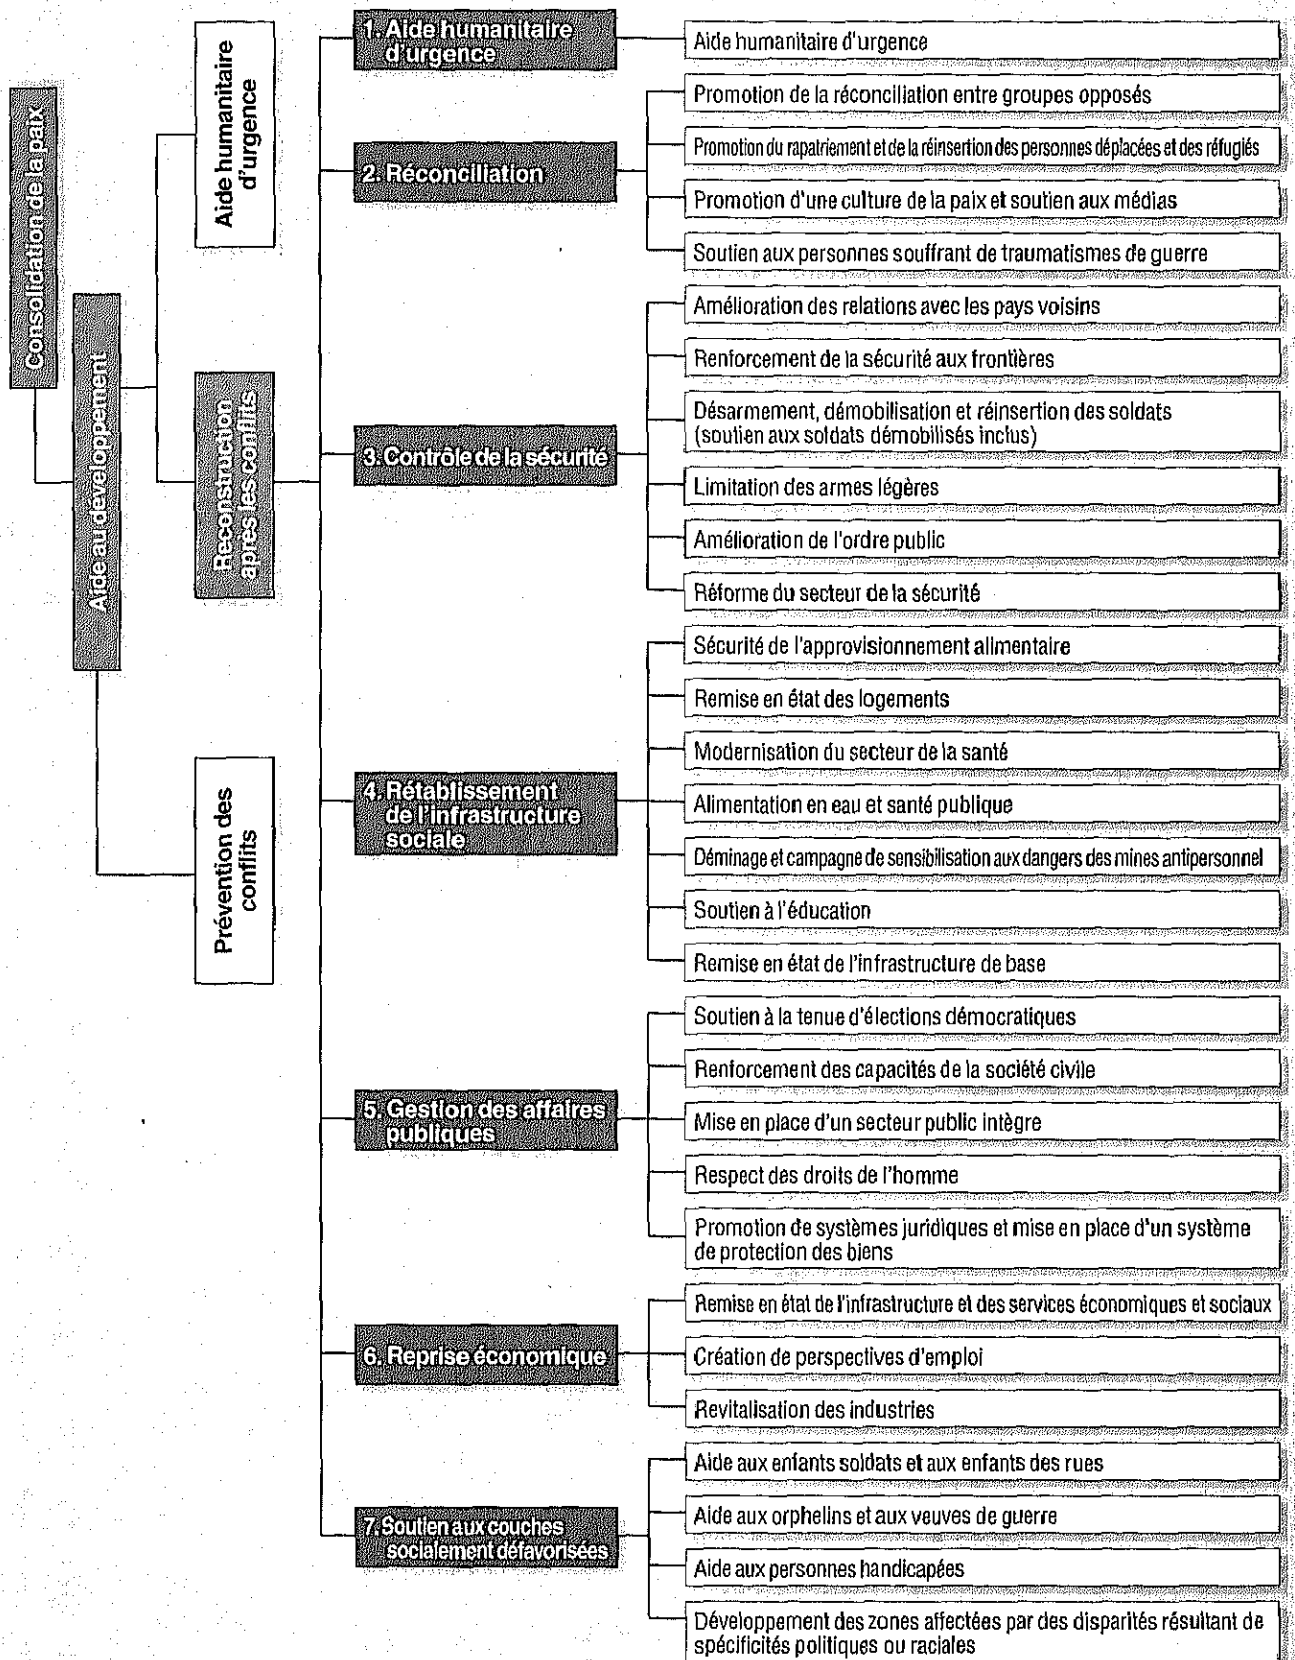 Consolidation de la paix
Aide au développement
Aide humanitaire
d'urgence
Reconstruction
après les conflits
Prévention des
conflits
1. Aide humanitaire
d'urgence
Aide humanitaire d'urgence
2. Réconciliation
Promotion de la réconciliation entre groupes opposés
Promotion du rapatriement et de la réinsertion des personnes déplacées et des réfugiés
Promotion d'une culture de la paix et soutien aux médias
Soutien aux personnes souffrant de traumatismes de guerre
3. Contrôle de la sécurité
Amélioration des relations avec les pays voisins
Renforcement de la sécurité aux frontières
Désarmement, démobilisation et réinsertion des soldats
(soutien aux soldats démobilisés inclus)
Limitation des armes légères
Amélioration de l'ordre public
Réforme du secteur de la sécurité
4. Rétablissement
de l'infrastructure
sociale
Sécurité de l'approvisionnement alimentaire
Remise en état des logements
Modernisation du secteur de la santé
Alimentation en eau et santé publique
Déminage et campagne de sensibilisation aux dangers des mines antipersonnel
Soutien à l'éducation
Remise en état de l'infrastructure de base
5. Gestion des affaires
publiques
Soutien à la tenue d'élections démocratiques
Renforcement des capacités de la société civile
Mise en place d'un secteur public intègre
Respect des droits de l'homme
Promotion de systèmes juridiques et mise en place d'un système
de protection des biens
6. Reprise économique
Remise en état de l'infrastructure et des services économiques et sociaux
Création de perspectives d'emploi
Revitalisation des industries
7. Soutien aux couches
socialement défavorisées
Aide aux enfants soldats et aux enfants des rues
Aide aux orphelins et aux veuves de guerre
Aide aux personnes handicapées
Développement des zones affectées par des disparités résultant de
spécificités politiques ou raciales